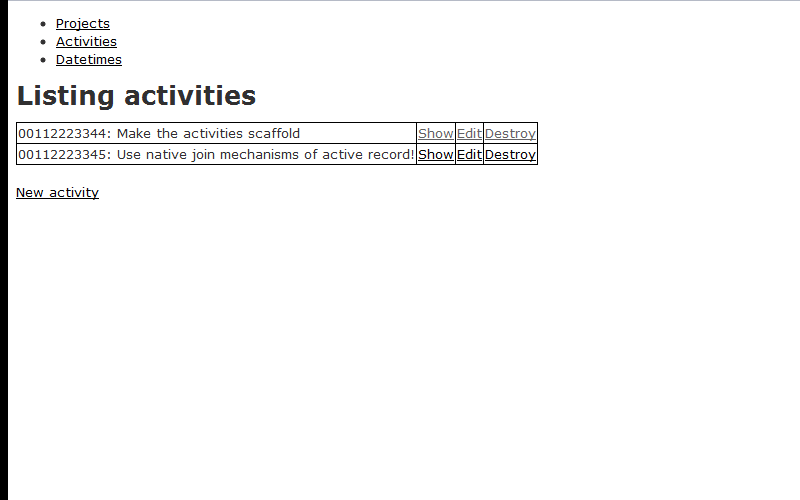 Projects
Activities
Datetimes
Listing activities
00112223344: Make the activities scaffold Show Edit Destroy
00112223345: Use native join mechanisms of active record! Show Edit Destroy
New activity